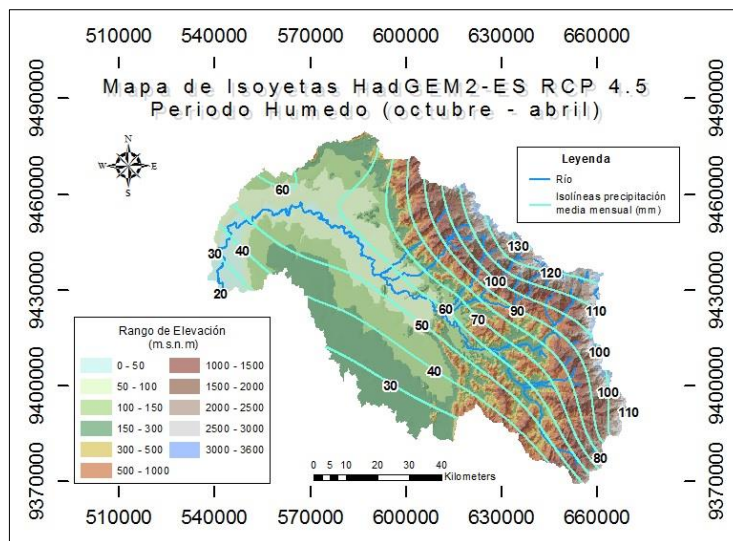 510000 540000 570000 600000 630000 660000
Mapa de Isoyetas HadGEM2-ES RCP 4.5
Periodo Humedo (octubre - abril)
9490000
9460000
9430000
9400000
9370000
N
W E
S
Leyenda
Río
Isolíneas precipitación
media mensual (mm)
60
30
40
20
130
120
100
110
90
60
70
50
100
40
30
100
110
80
Rango de Elevación
(m.s.n.m)
0 - 50
50 - 100
100 - 150
150 - 300
300 - 500
500 - 1000
1000 - 1500
1500 - 2000
2000 - 2500
2500 - 3000
3000 - 3600
0 5 10 20 30 40
Kilometers
9490000
9460000
9430000
9400000
9370000
510000 540000 570000 600000 630000 660000